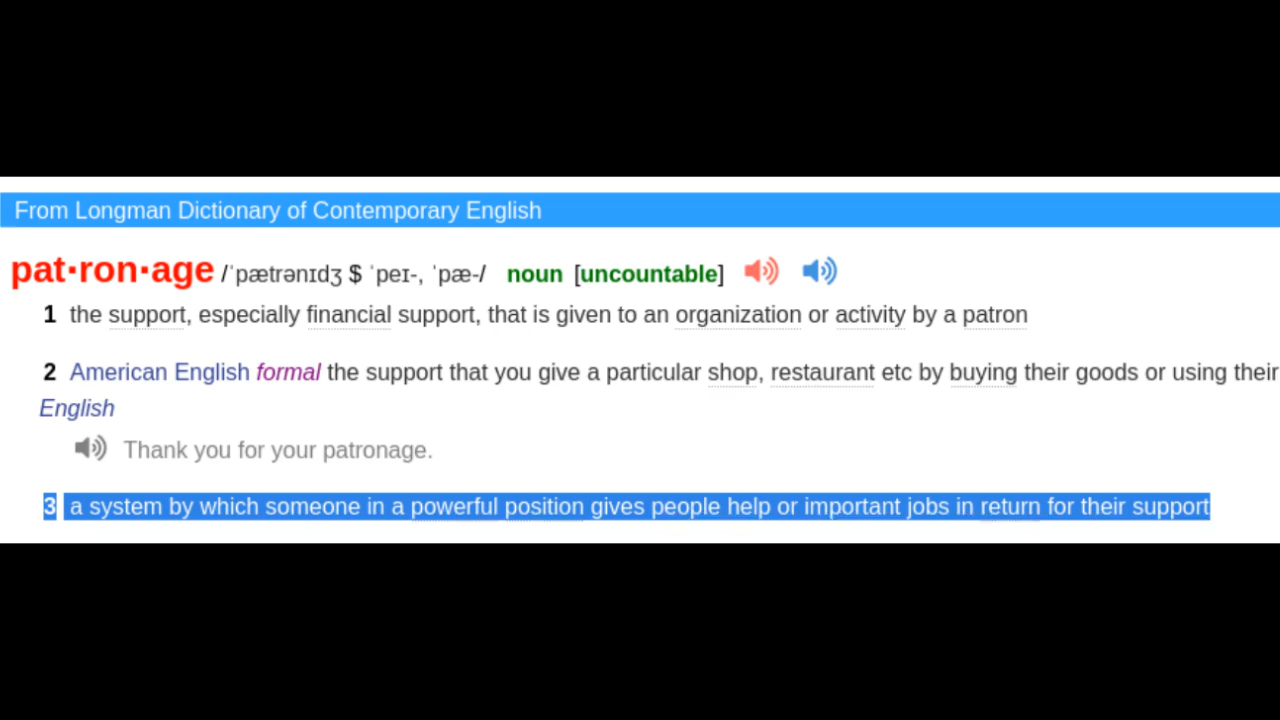 From Longman Dictionary of Contemporary English
pat‧ron‧age /ˈpætrənɪdʒ $ ˈpeɪ-, ˈpæ-/ noun [uncountable]
1 the support, especially financial support, that is given to an organization or activity by a patron
2 American English formal the support that you give a particular shop, restaurant etc by buying their goods or using their
English
Thank you for your patronage.
3 a system by which someone in a powerful position gives people help or important jobs in return for their support